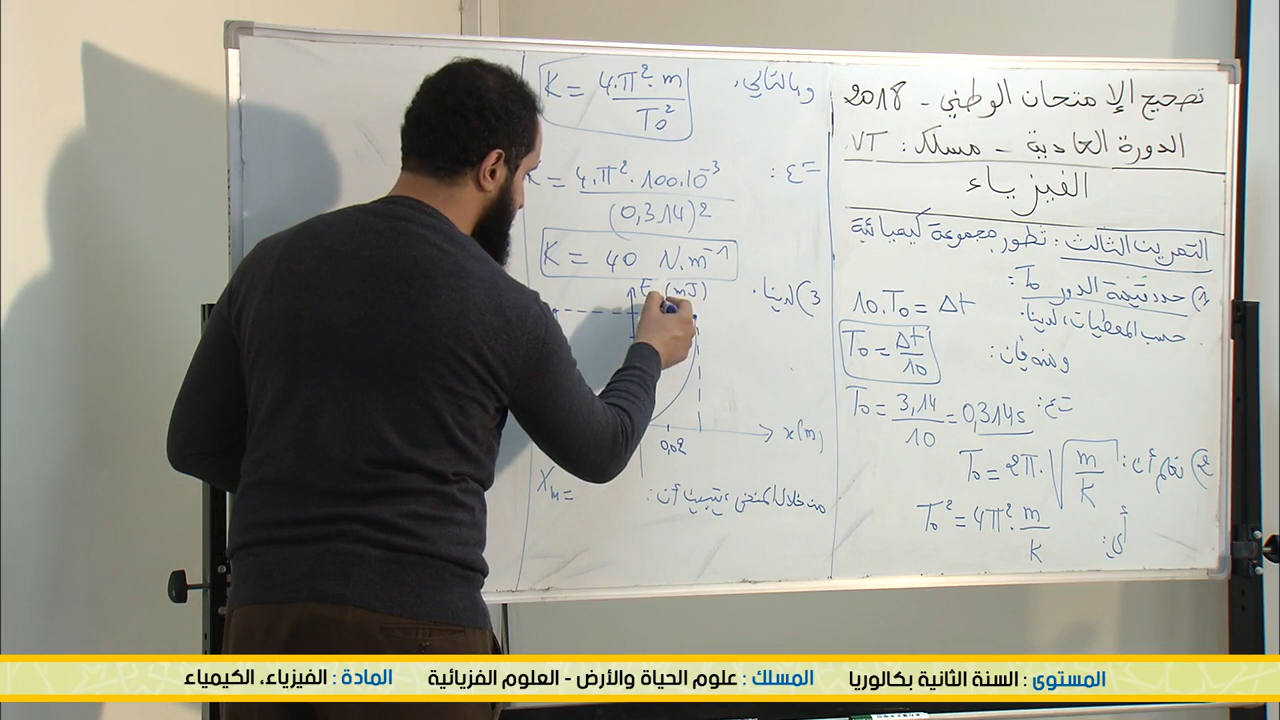 تصحيح الإمتحان الوطني - 2018
الدورة العادية - مسلك: VT.
الفيزياء
التمرين الثالث: تطور مجموعة كيميائية
1) حدد قيمة الدور T₀:
حسب المعطيات، لدينا: 10.T₀ = Δt
ومنه فإن: T₀ = Δt/10
ت ع: T₀ = 3,14/10 = 0,314s
2) نعلم أن: T₀ = 2π.√(m/K)
أي: T₀² = 4π².m/K
وبالتالي، K = 4.π².m/T₀²
ت ع: K = 4.π².100.10⁻³/(0,314)²
K = 40 N.m⁻¹
3) لدينا.
(mJ)
0,02
x(m)
من خلال المنحنى، يتبين أن: Xm =
المستوى : السنة الثانية بكالوريا المسلك : علوم الحياة والأرض - العلوم الفزيائية المادة : الفيزياء، الكيمياء